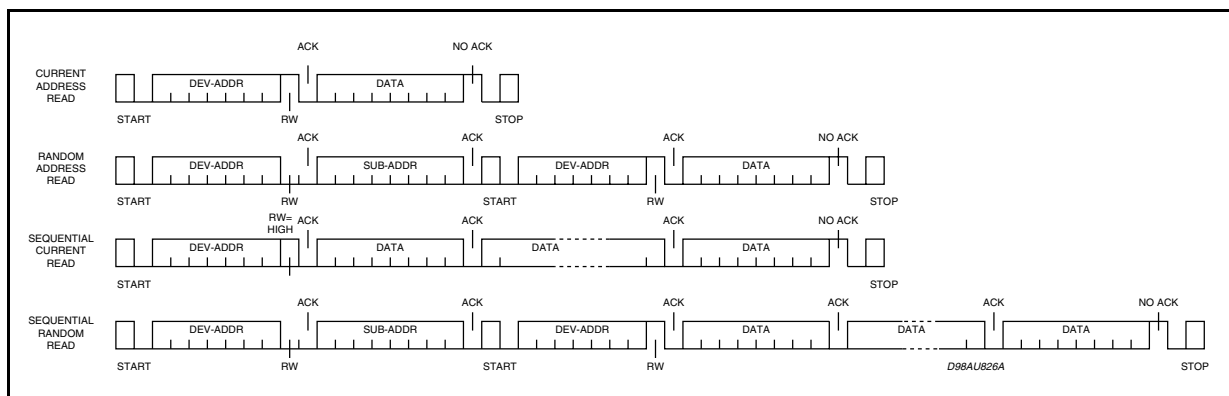 ACK NO ACK
CURRENT
ADDRESS
READ
DEV-ADDR DATA
START RW STOP
ACK ACK ACK NO ACK
RANDOM
ADDRESS
READ
DEV-ADDR SUB-ADDR DEV-ADDR DATA
START RW START RW STOP
RW=
HIGH
ACK ACK ACK NO ACK
SEQUENTIAL
CURRENT
READ
DEV-ADDR DATA DATA DATA
START STOP
ACK ACK ACK ACK ACK NO ACK
SEQUENTIAL
RANDOM
READ
DEV-ADDR SUB-ADDR DEV-ADDR DATA DATA DATA
START RW START RW D98AU826A STOP